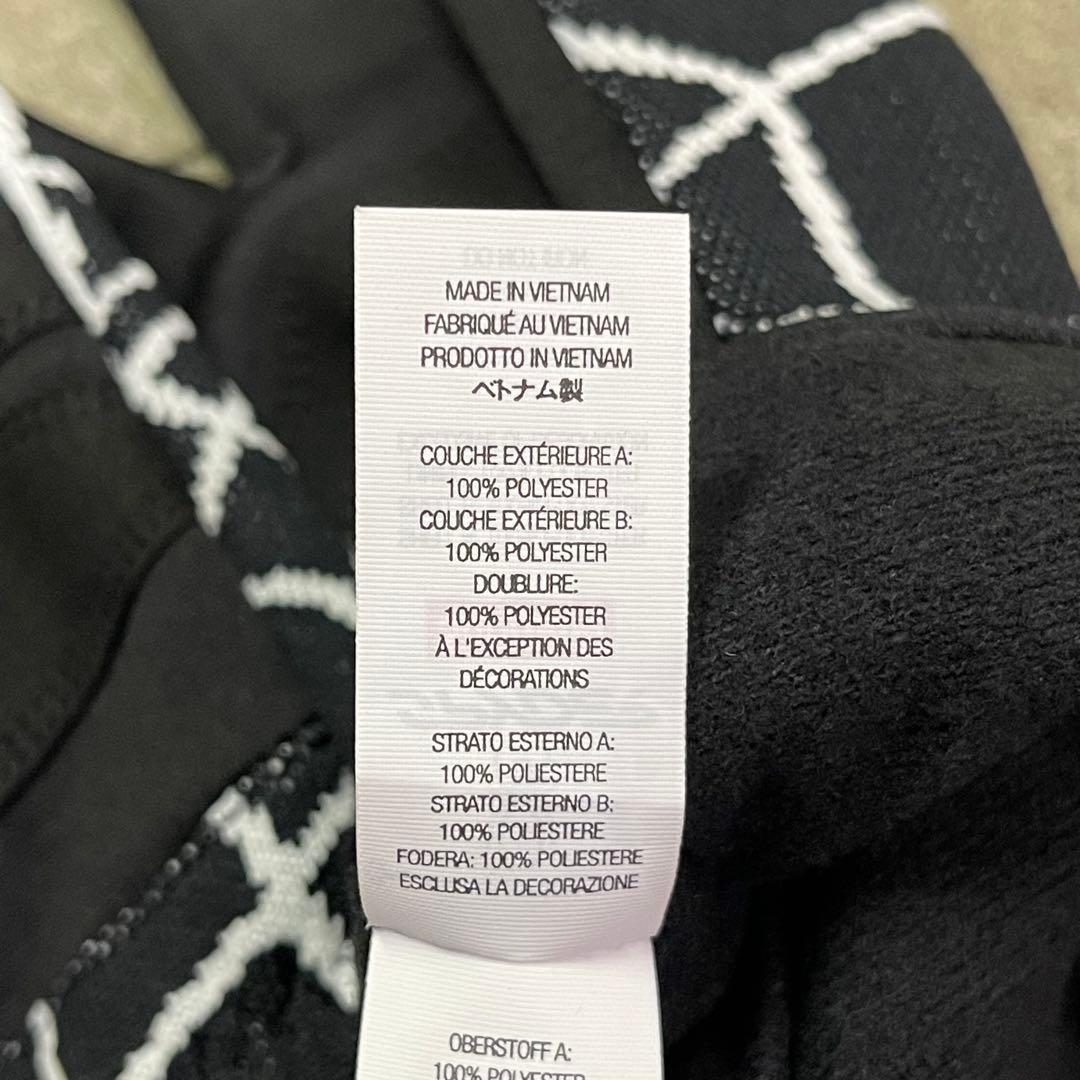 MADE IN VIETNAM
FABRIQUÉ AU VIETNAM
PRODOTTO IN VIETNAM
ベトナム製
COUCHE EXTÉRIEURE A:
100% POLYESTER
COUCHE EXTÉRIEURE B:
100% POLYESTER
DOUBLURE:
100% POLYESTER
À L'EXCEPTION DES
DÉCORATIONS
STRATO ESTERNO A:
100% POLIESTERE
STRATO ESTERNO B:
100% POLIESTERE
FODERA: 100% POLIESTERE
ESCLUSA LA DECORAZIONE
OBERSTOFF A:
100% POLYESTER